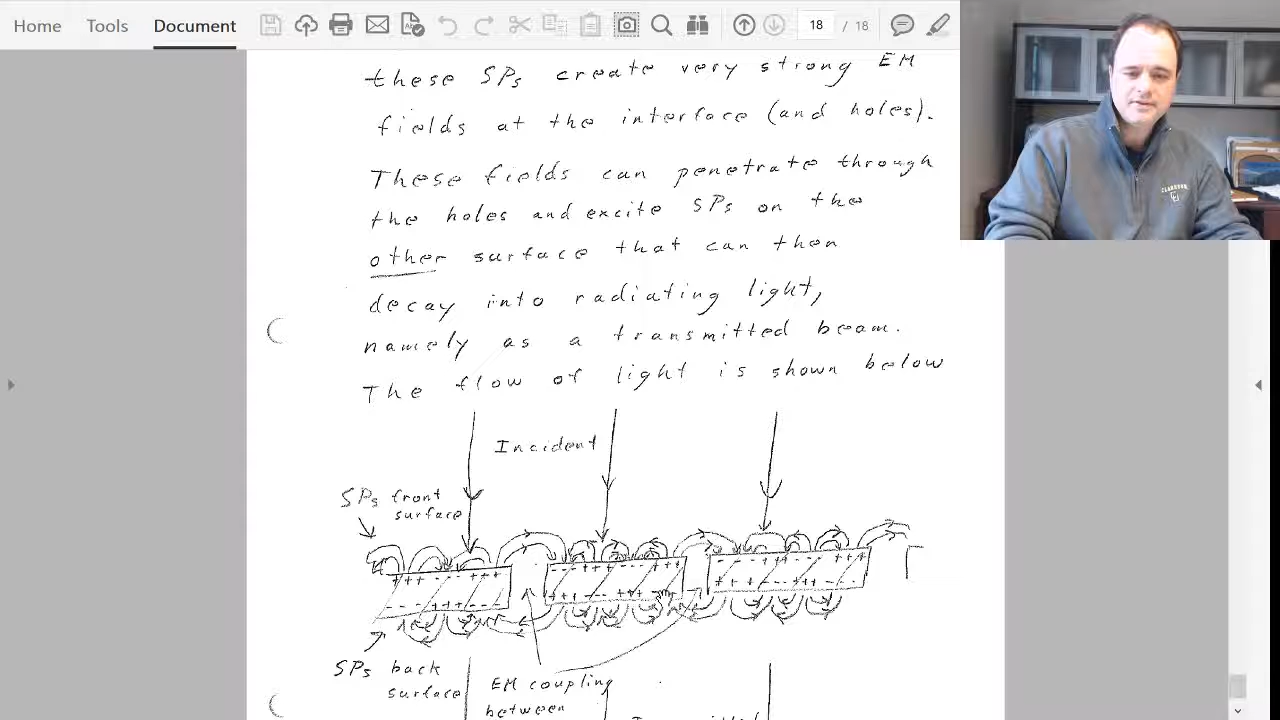 Home Tools Document 18 / 18
these SPs create very strong EM
fields at the interface (and holes).
These fields can penetrate through
the holes and excite SPs on the
other surface that can then
decay into radiating light,
namely as a transmitted beam.
The flow of light is shown below
Incident
SPs front
surface
SPs back
surface
EM coupling
between